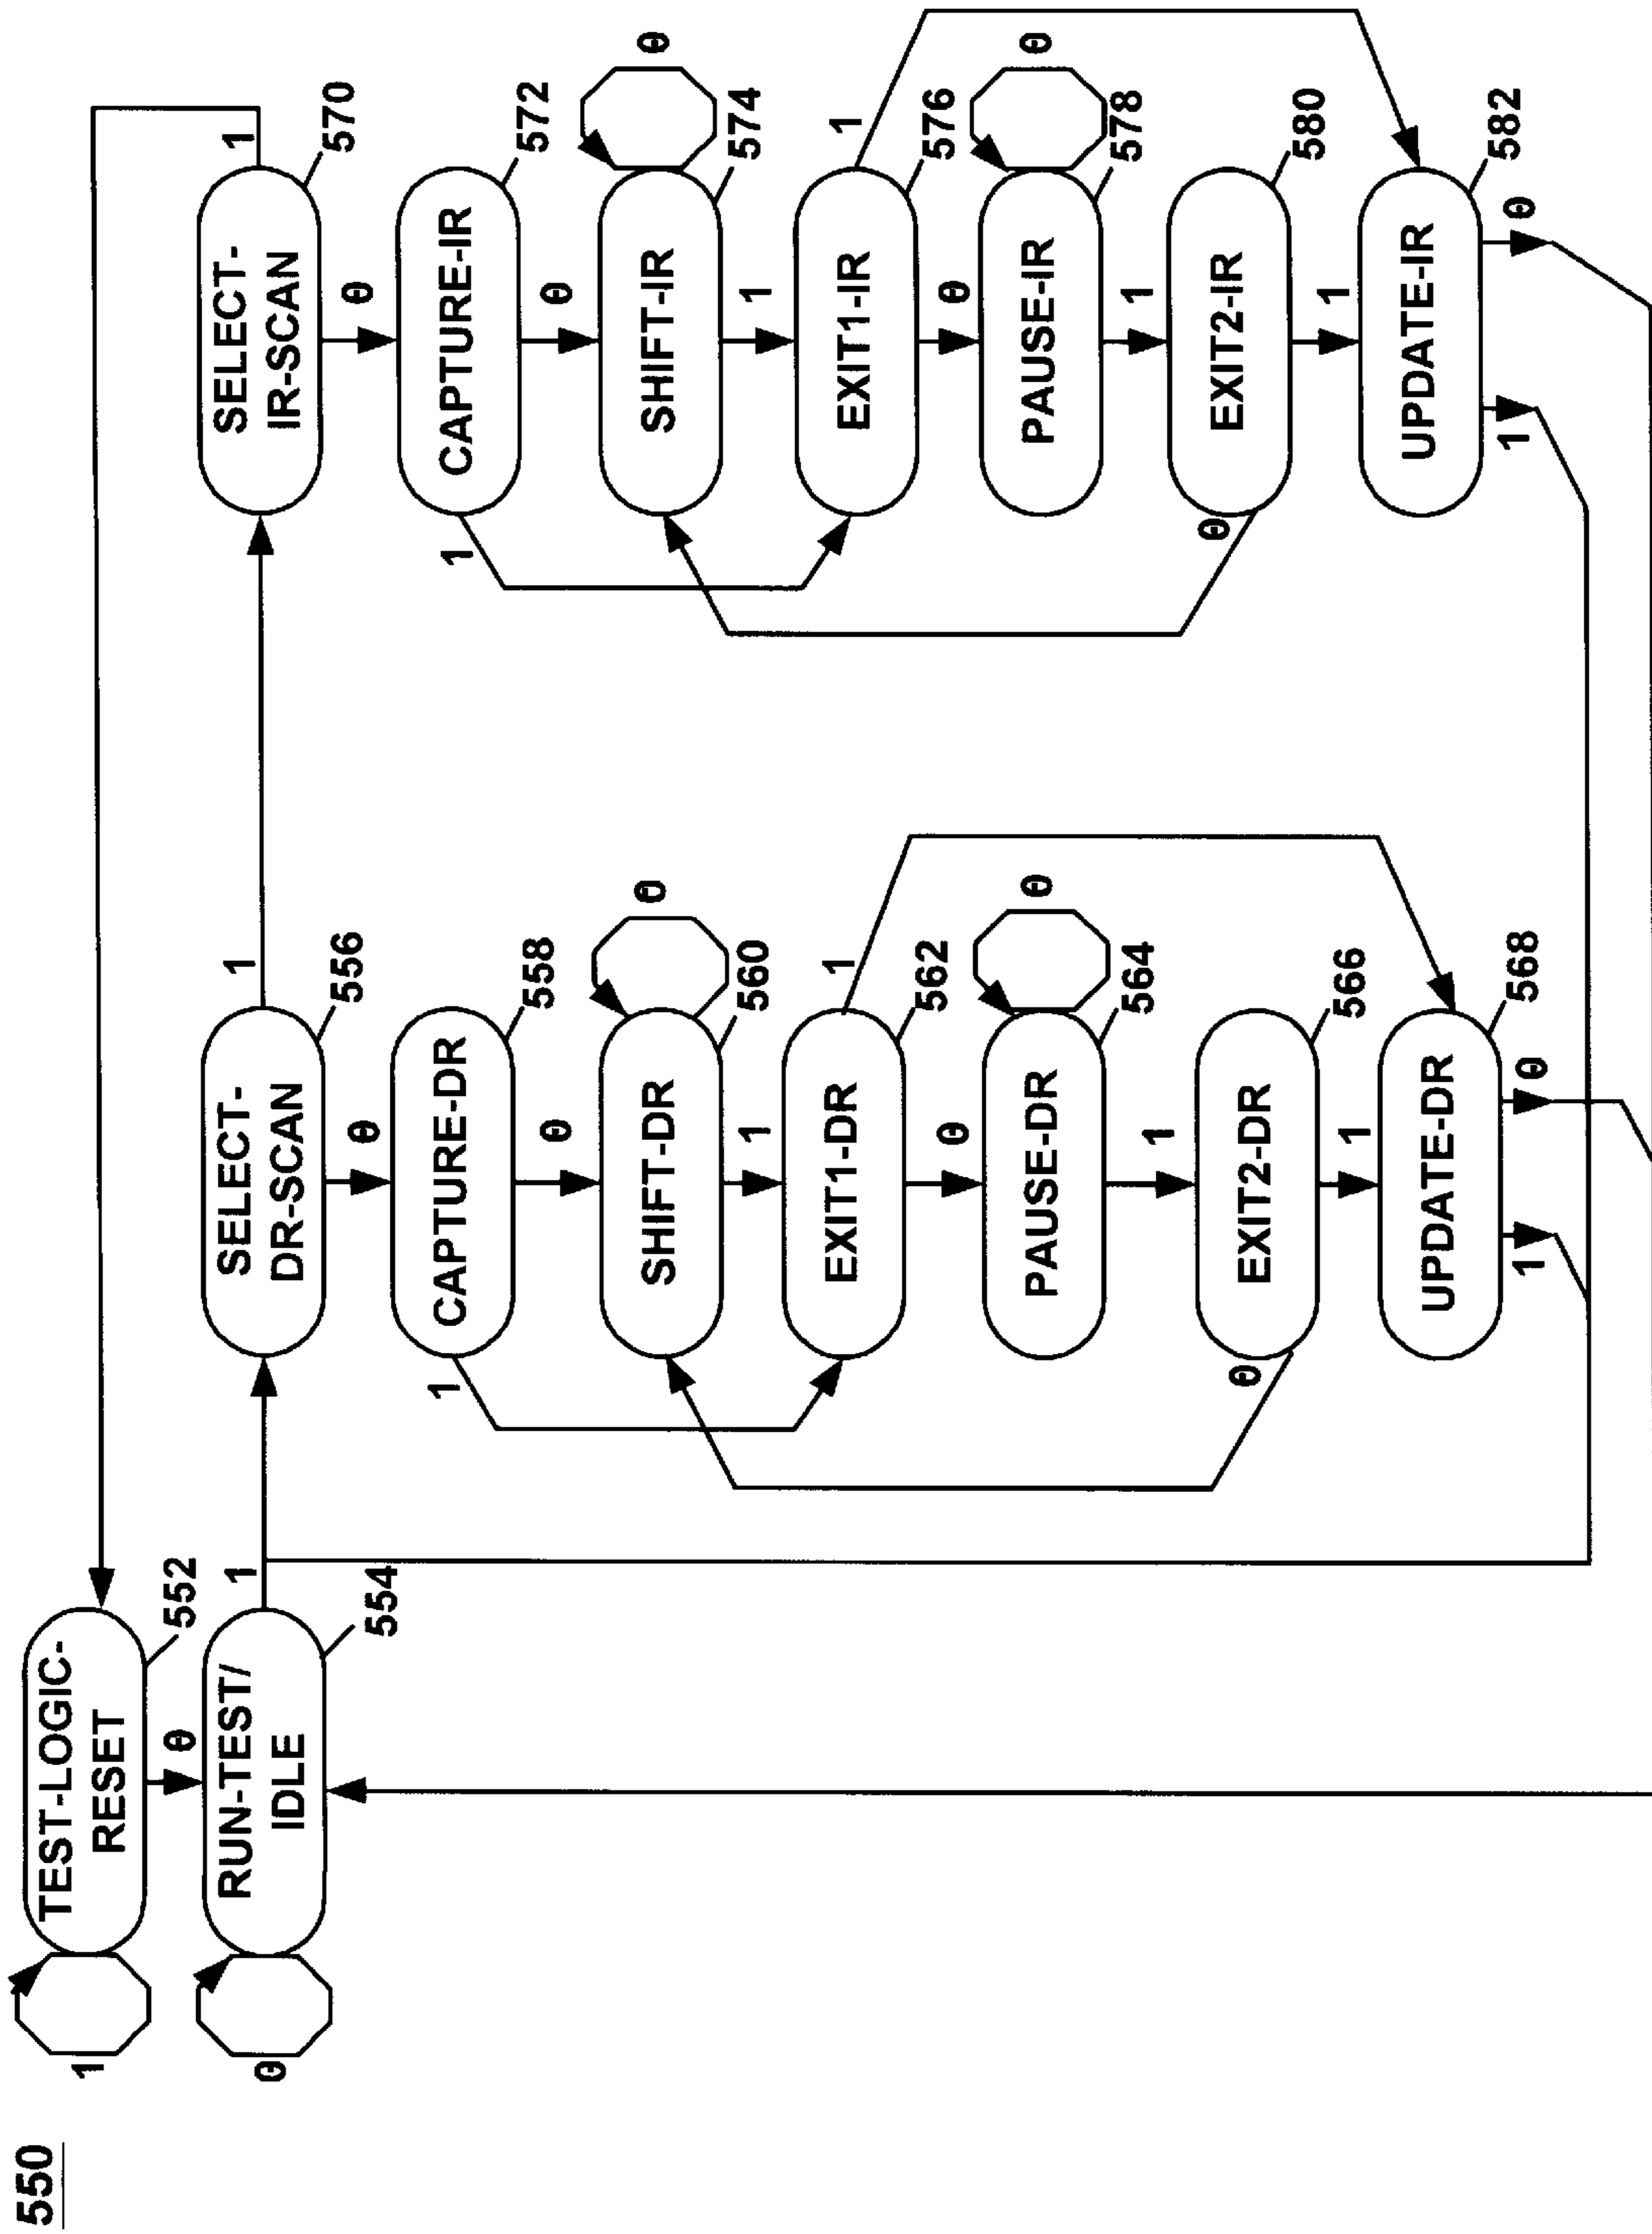 550
1
TEST-LOGIC-
RESET
552
0
0
RUN-TEST/
IDLE
554
1
SELECT-
DR-SCAN
556
1
0
CAPTURE-DR
558
1
0
SHIFT-DR
560
0
1
EXIT1-DR
562
1
0
PAUSE-DR
564
0
1
EXIT2-DR
566
0
1
UPDATE-DR
568
1
0
SELECT-
IR-SCAN
570
1
0
CAPTURE-IR
572
1
0
SHIFT-IR
574
0
1
EXIT1-IR
576
1
0
PAUSE-IR
578
0
1
EXIT2-IR
580
0
1
UPDATE-IR
582
1
0